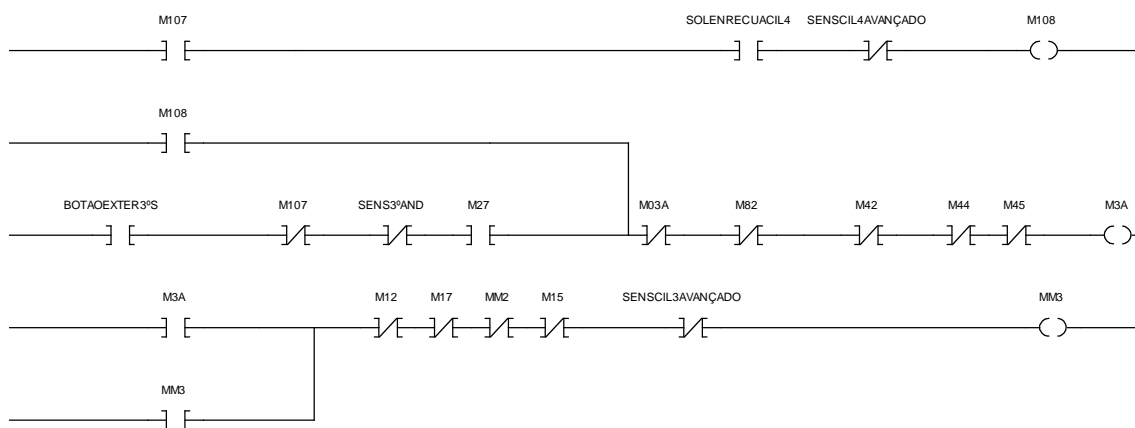 M107 SOLENRECUACIL4 SENSCIL4AVANÇADO M108
M108
BOTAOEXTER3ºS M107 SENS3ºAND M27 M03A M82 M42 M44 M45 M3A
M3A M12 M17 MM2 M15 SENSCIL3AVANÇADO MM3
MM3